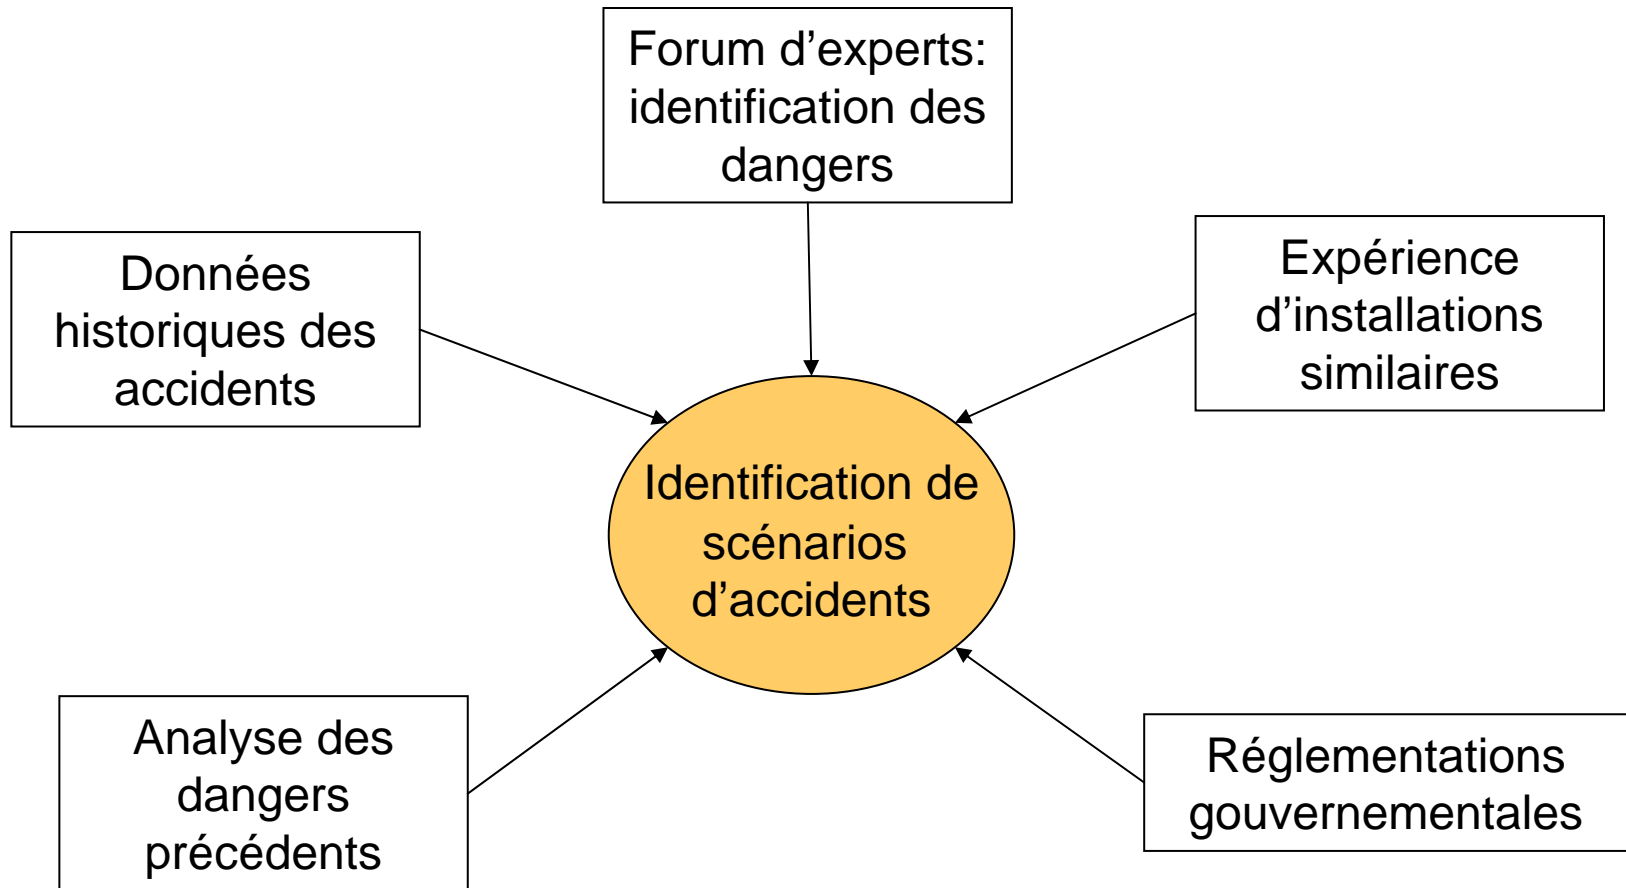 Forum d’experts:
identification des
dangers
Données
historiques des
accidents
Expérience
d’installations
similaires
Identification de
scénarios
d’accidents
Analyse des
dangers
précédents
Réglementations
gouvernementales